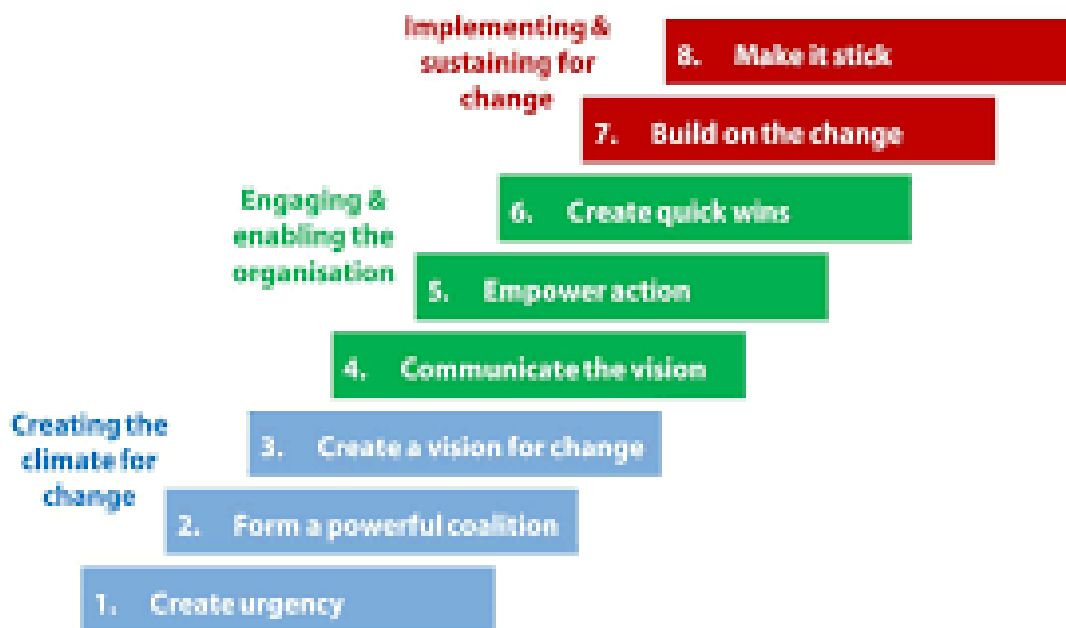 Implementing &
sustaining for
change
8. Make it stick
7. Build on the change
Engaging &
enabling the
organisation
6. Create quick wins
5. Empower action
4. Communicate the vision
Creating the
climate for
change
3. Create a vision for change
2. Form a powerful coalition
1. Create urgency